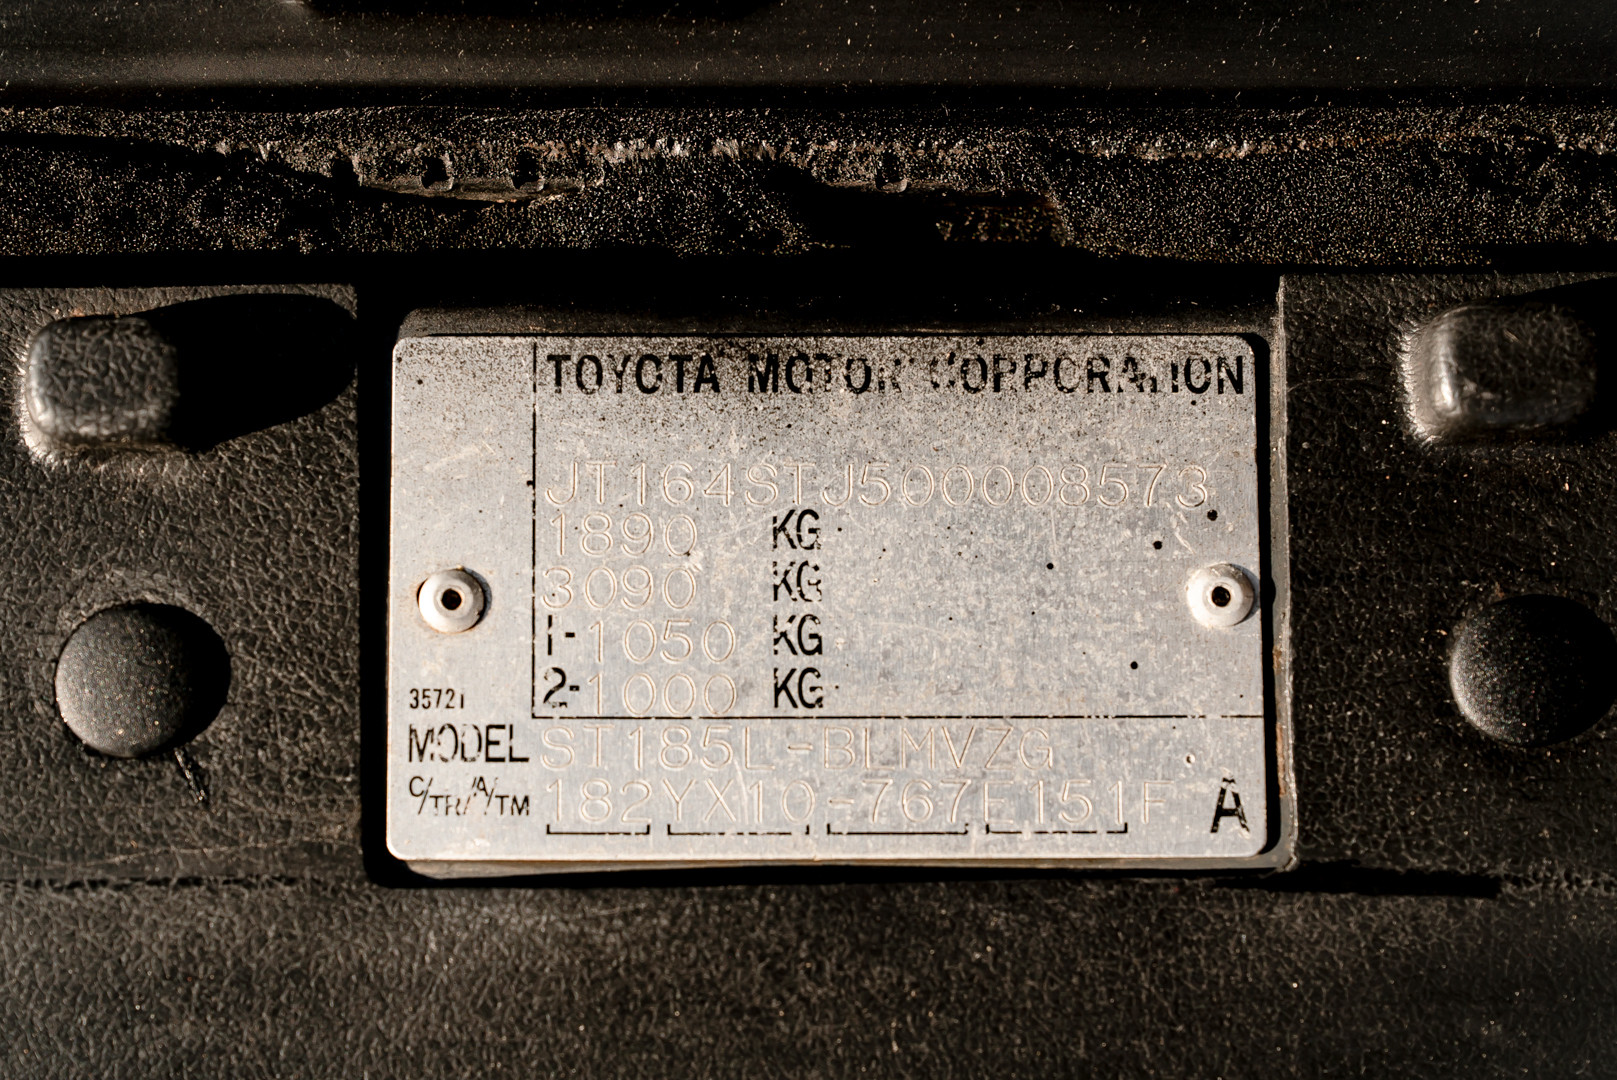 TOYOTA MOTOR CORPORATION
JT164STJ500008573
1890 KG
3090 KG
1-1050 KG
2-1000 KG
35721
MODEL ST185L-BLMVZG
C/TR/A/TM 182YX10-767E151F A